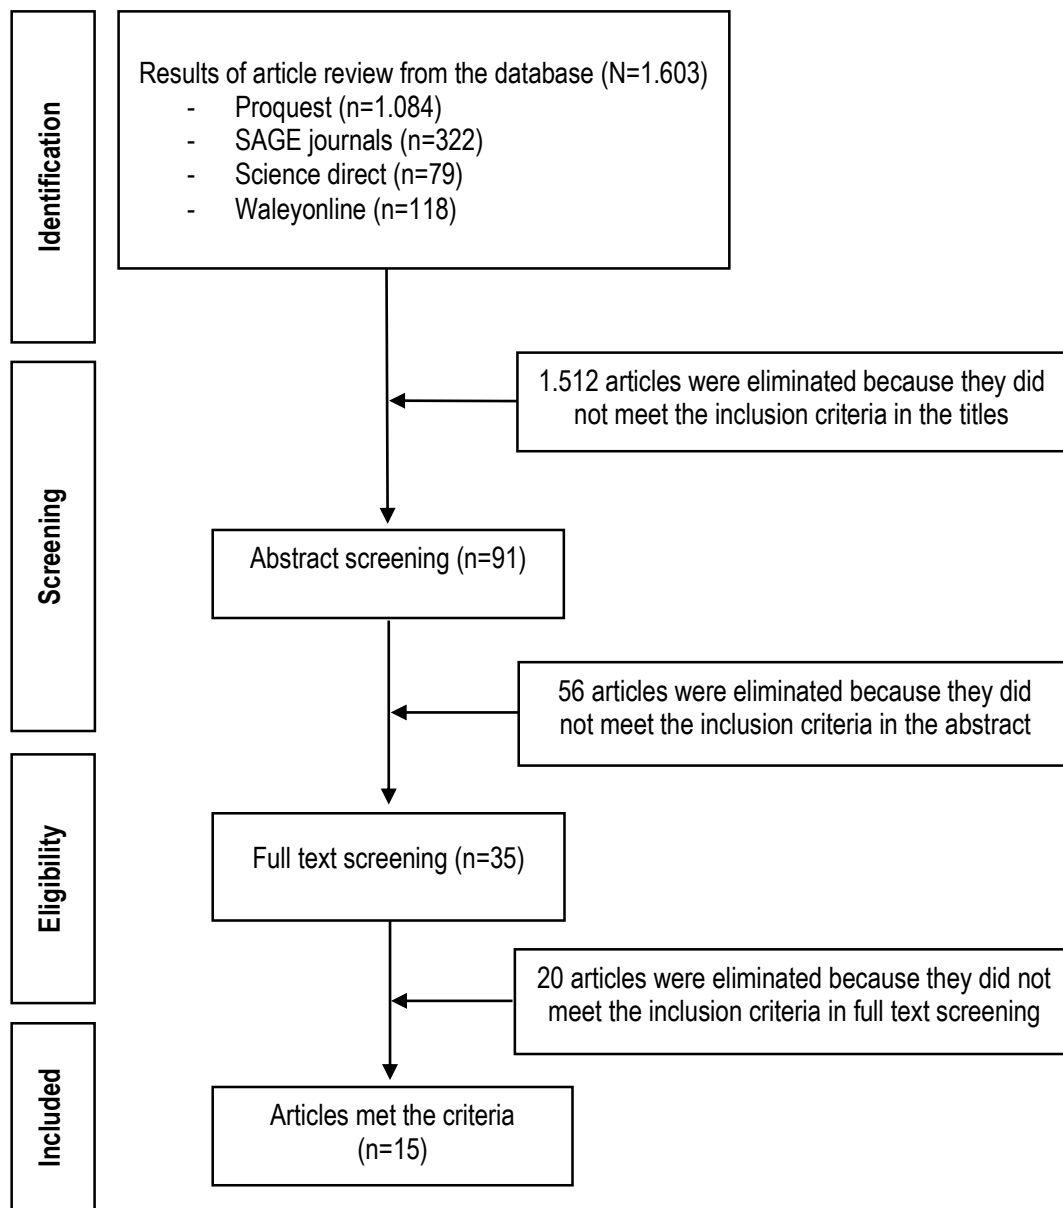 Identification
Results of article review from the database (N=1.603)
- Proquest (n=1.084)
- SAGE journals (n=322)
- Science direct (n=79)
- Waleyonline (n=118)
Screening
1.512 articles were eliminated because they did
not meet the inclusion criteria in the titles
Abstract screening (n=91)
56 articles were eliminated because they did
not meet the inclusion criteria in the abstract
Eligibility
Full text screening (n=35)
20 articles were eliminated because they did not
meet the inclusion criteria in full text screening
Included
Articles met the criteria
(n=15)